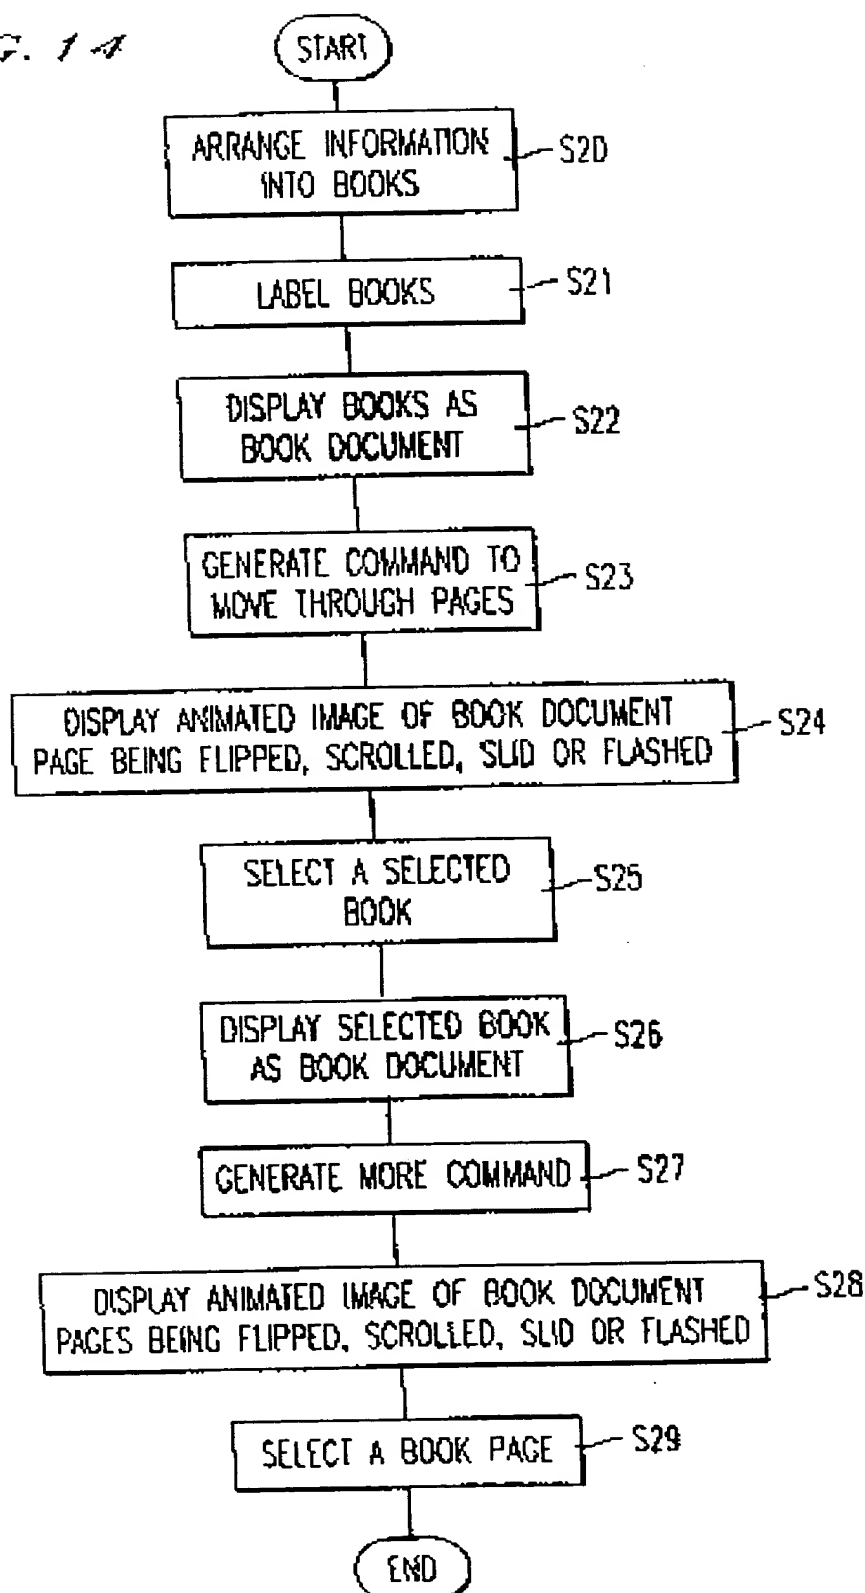 G. 14
START
ARRANGE INFORMATION
INTO BOOKS
S20
LABEL BOOKS
S21
DISPLAY BOOKS AS
BOOK DOCUMENT
S22
GENERATE COMMAND TO
MOVE THROUGH PAGES
S23
DISPLAY ANIMATED IMAGE OF BOOK DOCUMENT
PAGE BEING FLIPPED, SCROLLED, SLID OR FLASHED
S24
SELECT A SELECTED
BOOK
S25
DISPLAY SELECTED BOOK
AS BOOK DOCUMENT
S26
GENERATE MORE COMMAND
S27
DISPLAY ANIMATED IMAGE OF BOOK DOCUMENT
PAGES BEING FLIPPED, SCROLLED, SLID OR FLASHED
S28
SELECT A BOOK PAGE
S29
END